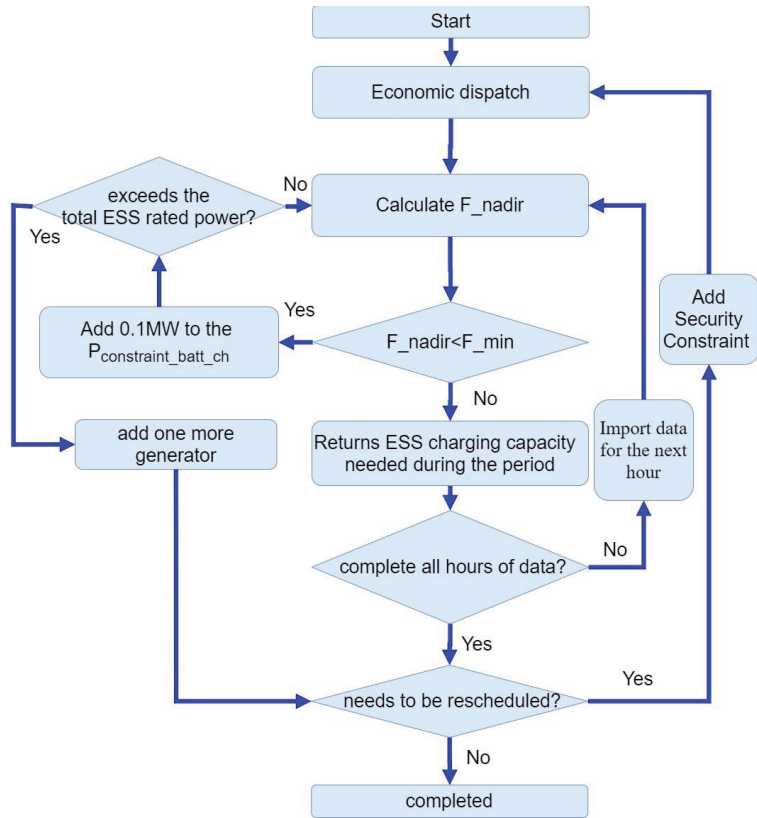 Start
Economic dispatch
exceeds the
total ESS rated power?
No
Yes
Calculate F_nadir
Add 0.1MW to the
Pconstraint_batt_ch
Yes
F_nadir<F_min
Add
Security
Constraint
No
add one more
generator
Returns ESS charging capacity
needed during the period
Import data
for the next
hour
complete all hours of data?
No
Yes
needs to be rescheduled?
Yes
No
completed